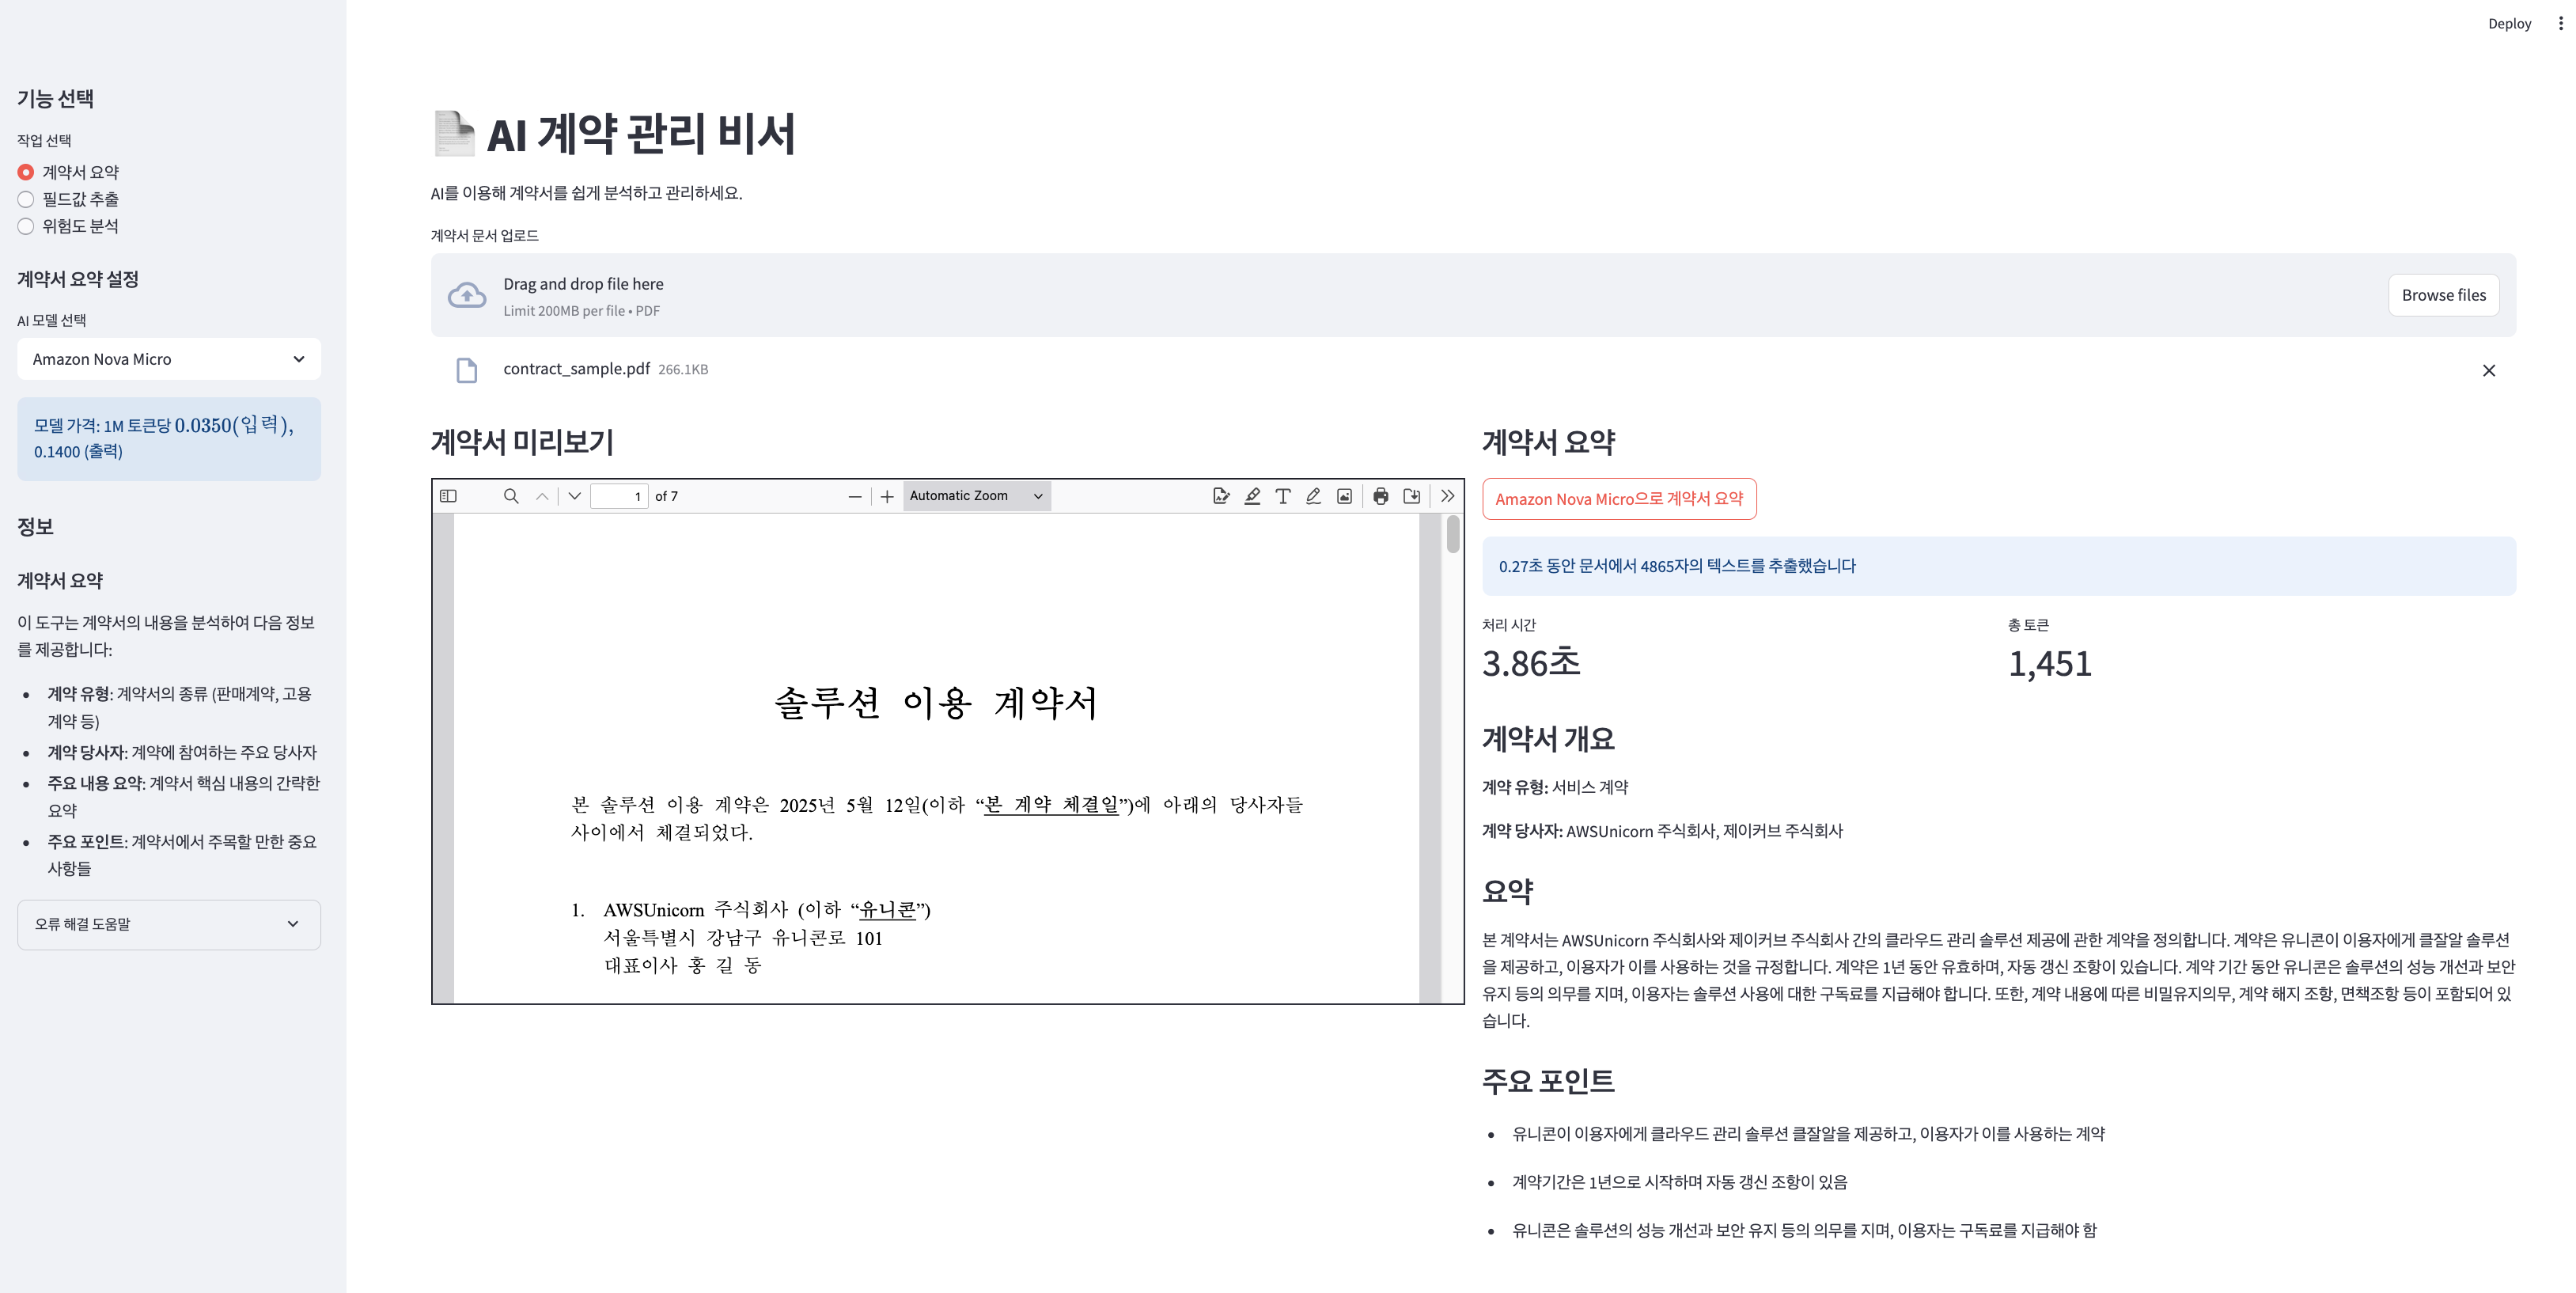 Deploy
기능 선택
작업 선택
계약서 요약
필드값 추출
위험도 분석
계약서 요약 설정
AI 모델 선택
Amazon Nova Micro
모델 가격: 1M 토큰당 0.0350(입력),
0.1400 (출력)
정보
계약서 요약
이 도구는 계약서의 내용을 분석하여 다음 정보
를 제공합니다:
계약 유형: 계약서의 종류 (판매계약, 고용
계약 등)
계약 당사자: 계약에 참여하는 주요 당사자
주요 내용 요약: 계약서 핵심 내용의 간략한
요약
주요 포인트: 계약서에서 주목할 만한 중요
사항들
오류 해결 도움말
AI 계약 관리 비서
AI를 이용해 계약서를 쉽게 분석하고 관리하세요.
계약서 문서 업로드
Drag and drop file here
Limit 200MB per file • PDF
Browse files
contract_sample.pdf 266.1KB
계약서 미리보기
1 of 7
Automatic Zoom
솔루션 이용 계약서
본 솔루션 이용 계약은 2025년 5월 12일(이하 “본 계약 체결일”)에 아래의 당사자들
사이에서 체결되었다.
1. AWSUnicorn 주식회사 (이하 “유니콘”)
서울특별시 강남구 유니콘로 101
대표이사 홍 길 동
계약서 요약
Amazon Nova Micro으로 계약서 요약
0.27초 동안 문서에서 4865자의 텍스트를 추출했습니다
처리 시간
3.86초
총 토큰
1,451
계약서 개요
계약 유형: 서비스 계약
계약 당사자: AWSUnicorn 주식회사, 제이커브 주식회사
요약
본 계약서는 AWSUnicorn 주식회사와 제이커브 주식회사 간의 클라우드 관리 솔루션 제공에 관한 계약을 정의합니다. 계약은 유니콘이 이용자에게 클잘알 솔루션
을 제공하고, 이용자가 이를 사용하는 것을 규정합니다. 계약은 1년 동안 유효하며, 자동 갱신 조항이 있습니다. 계약 기간 동안 유니콘은 솔루션의 성능 개선과 보안
유지 등의 의무를 지며, 이용자는 솔루션 사용에 대한 구독료를 지급해야 합니다. 또한, 계약 내용에 따른 비밀유지의무, 계약 해지 조항, 면책조항 등이 포함되어 있
습니다.
주요 포인트
유니콘이 이용자에게 클라우드 관리 솔루션 클잘알을 제공하고, 이용자가 이를 사용하는 계약
계약기간은 1년으로 시작하며 자동 갱신 조항이 있음
유니콘은 솔루션의 성능 개선과 보안 유지 등의 의무를 지며, 이용자는 구독료를 지급해야 함